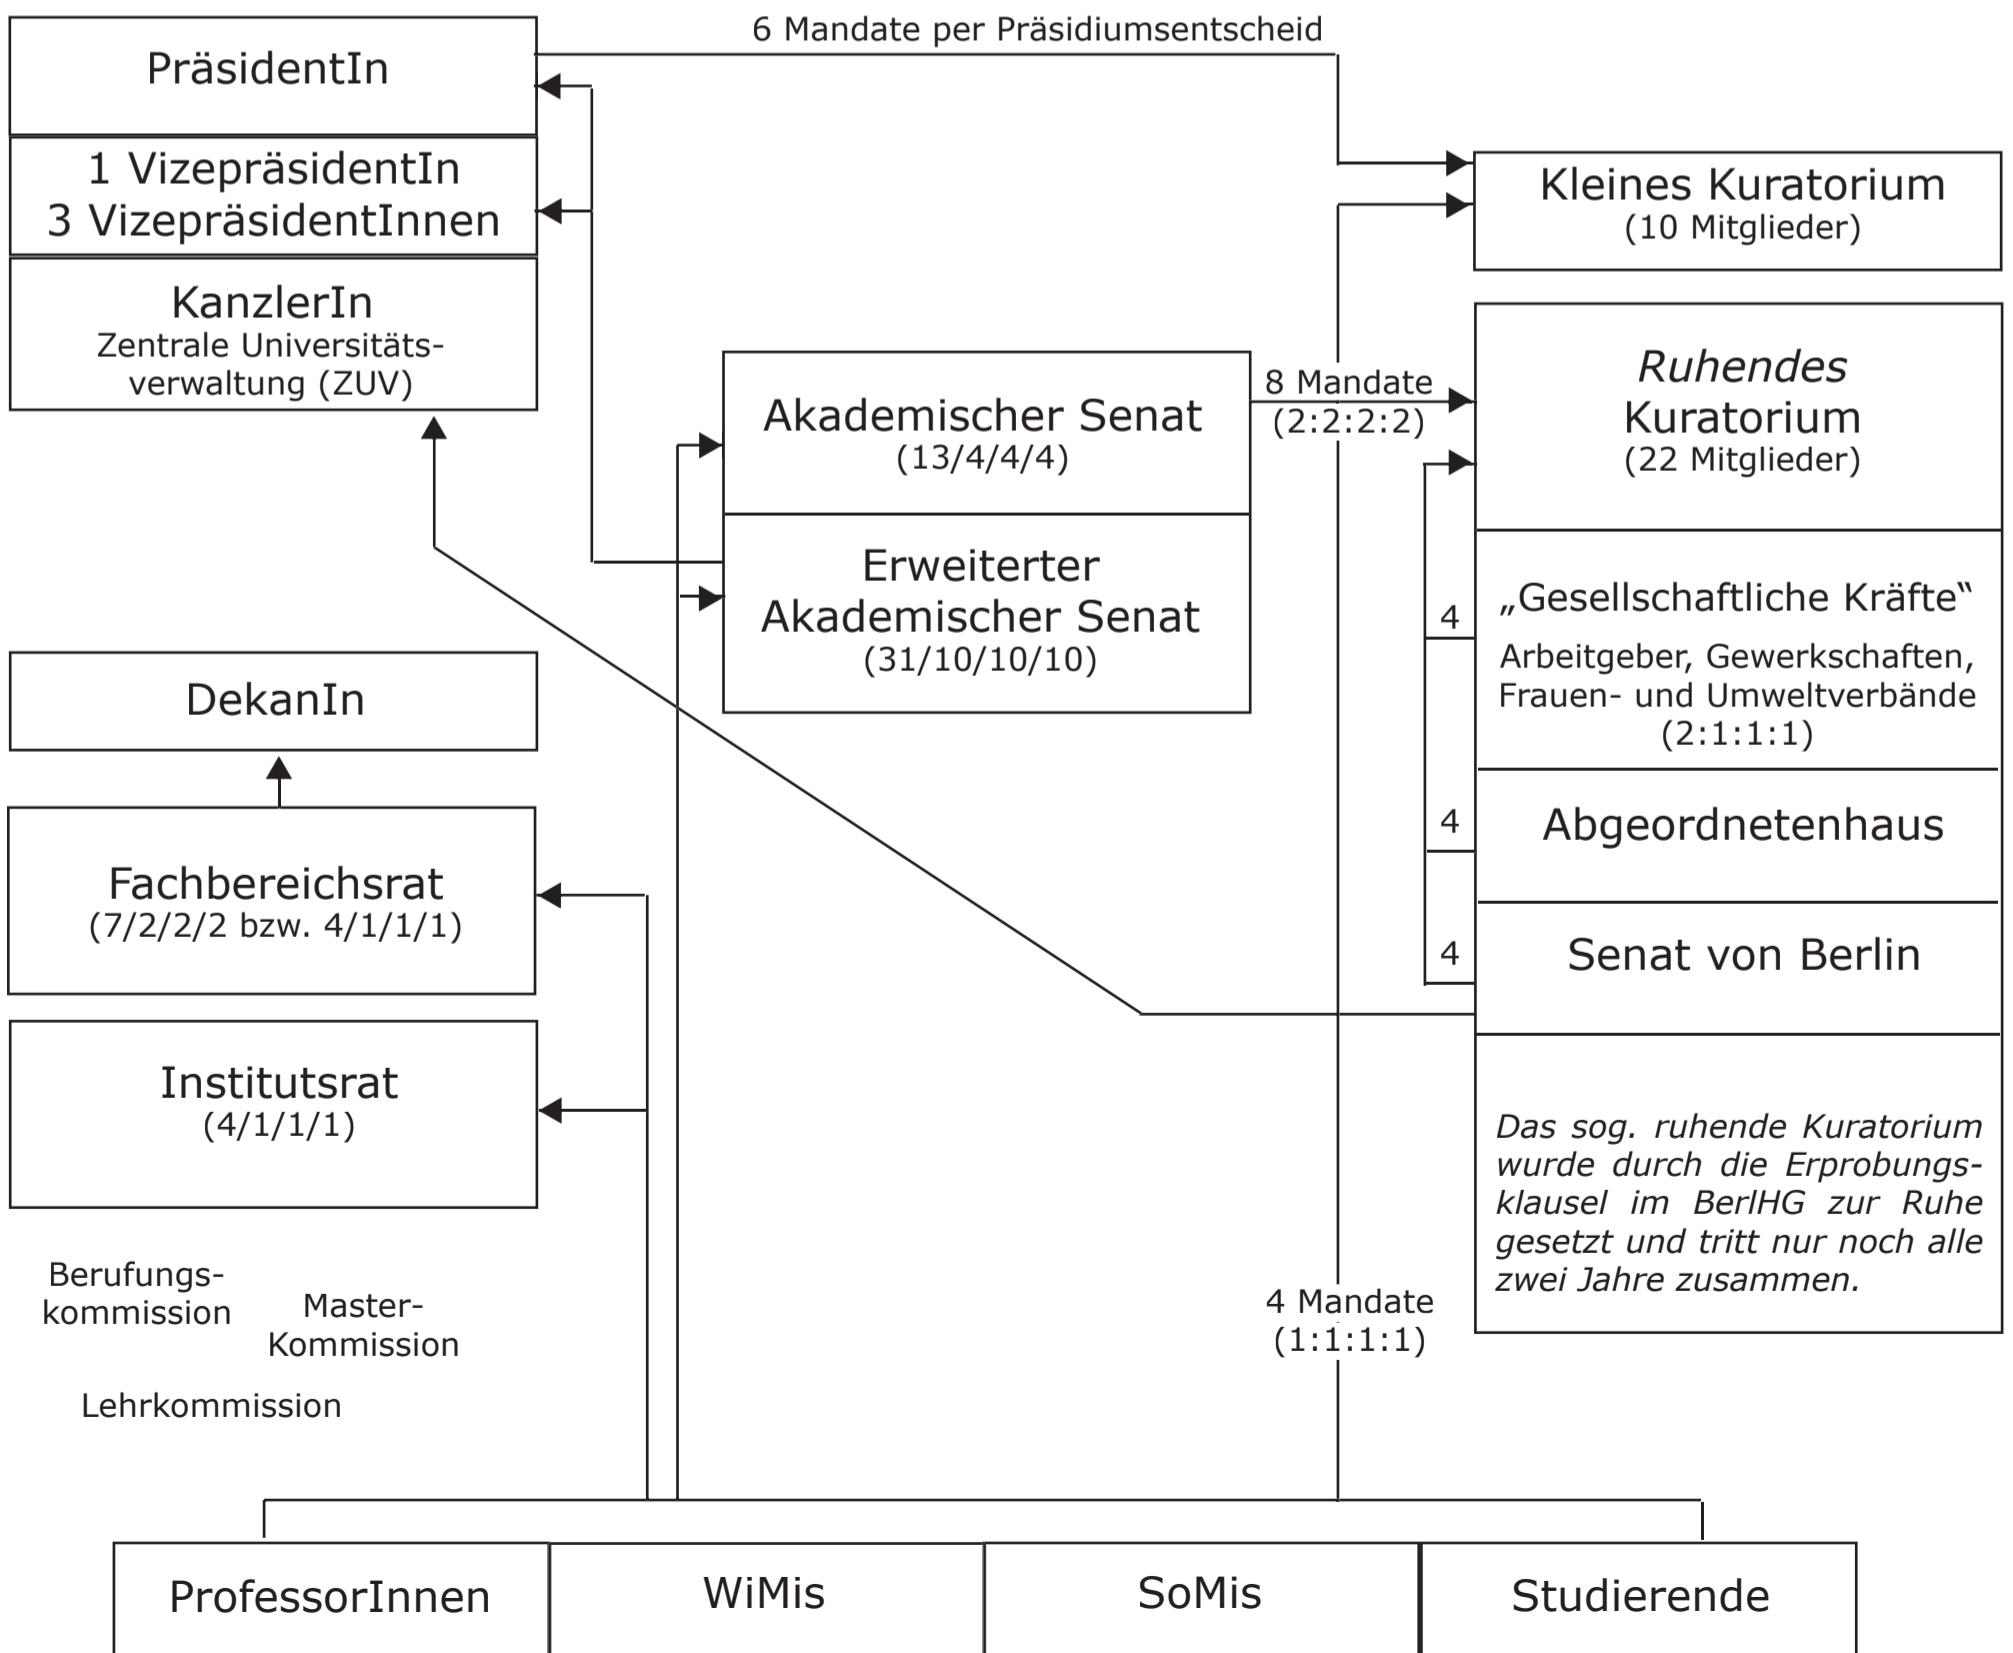 6 Mandate per Präsidiumsentscheid
PräsidentIn
1 VizepräsidentIn
3 VizepräsidentInnen
KanzlerIn
Zentrale Universitäts-
verwaltung (ZUV)
Kleines Kuratorium
(10 Mitglieder)
Akademischer Senat
(13/4/4/4)
Erweiterter
Akademischer Senat
(31/10/10/10)
8 Mandate
(2:2:2:2)
Ruhendes
Kuratorium
(22 Mitglieder)
4
„Gesellschaftliche Kräfte“
Arbeitgeber, Gewerkschaften,
Frauen- und Umweltverbände
(2:1:1:1)
4
Abgeordnetenhaus
4
Senat von Berlin
Das sog. ruhende Kuratorium
wurde durch die Erprobungs-
klausel im BerlHG zur Ruhe
gesetzt und tritt nur noch alle
zwei Jahre zusammen.
DekanIn
Fachbereichsrat
(7/2/2/2 bzw. 4/1/1/1)
Institutsrat
(4/1/1/1)
Berufungs-
kommission
Master-
Kommission
Lehrkommission
4 Mandate
(1:1:1:1)
ProfessorInnen
WiMis
SoMis
Studierende